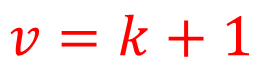 𝑣 = 𝑘 + 1